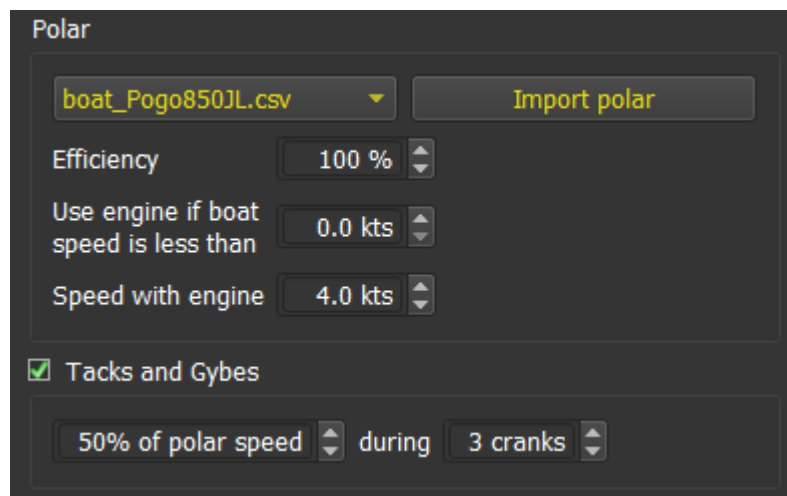 Polar
boat_Pogo850JL.csv
Import polar
Efficiency 100 %
Use engine if boat
speed is less than 0.0 kts
Speed with engine 4.0 kts
Tacks and Gybes
50% of polar speed during 3 cranks